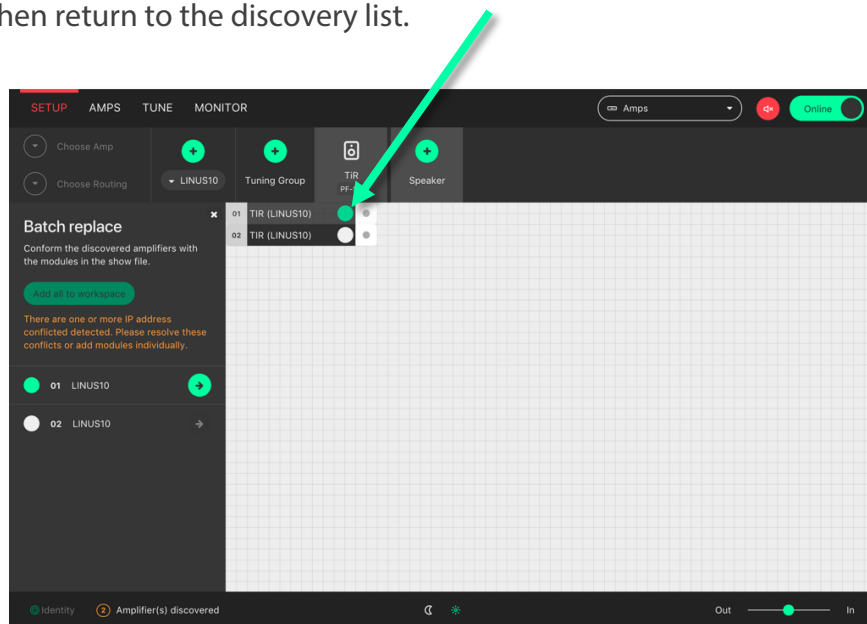 hen return to the discovery list.
SETUP AMPS TUNE MONITOR
Amps
Online
Choose Amp
Choose Routing
LINUS10
Tuning Group
TiR
Speaker
Batch replace
Conform the discovered amplifiers with
the modules in the show file.
Add all to workspace
There are one or more IP address
conflicted detected. Please resolve these
conflicts or add modules individually.
01 LINUS10
02 LINUS10
01 TIR (LINUS10)
02 TIR (LINUS10)
Identity
2 Amplifier(s) discovered
Out
In